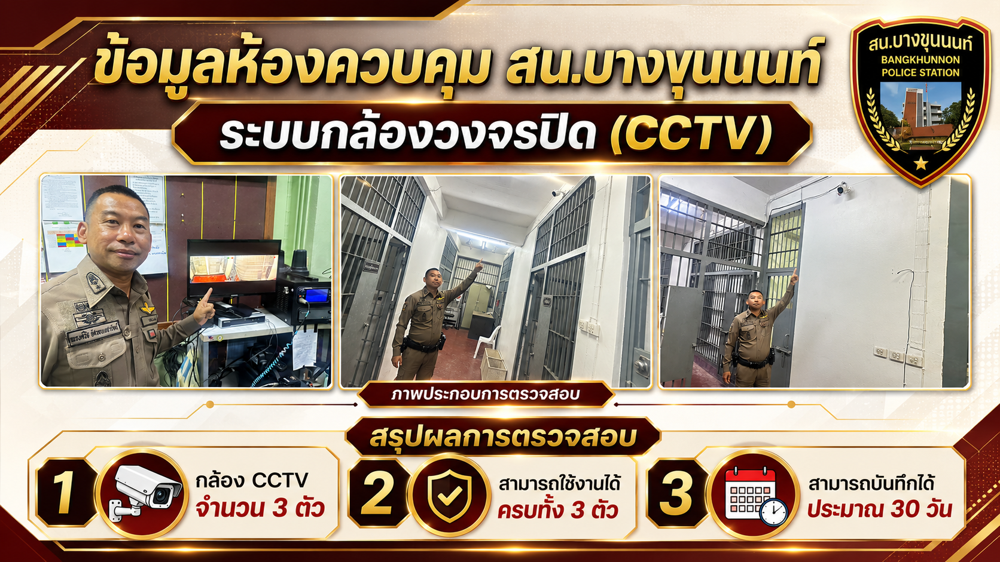 ข้อมูลห้องควบคุม สน.บางขุนนนท์
ระบบกล้องวงจรปิด (CCTV)
สน.บางขุนนนท์
BANGKHUNNON
POLICE STATION
ภาพประกอบการตรวจสอบ
สรุปผลการตรวจสอบ
1
กล้อง CCTV
จำนวน 3 ตัว
2
สามารถใช้งานได้
ครบทั้ง 3 ตัว
3
สามารถบันทึกได้
ประมาณ 30 วัน